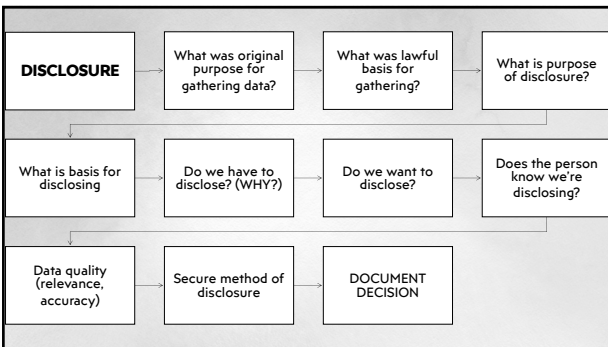 DISCLOSURE
What was original
purpose for
gathering data?
What was lawful
basis for
gathering?
What is purpose
of disclosure?
What is basis for
disclosing
Do we have to
disclose? (WHY?)
Do we want to
disclose?
Does the person
know we're
disclosing?
Data quality
(relevance,
accuracy)
Secure method of
disclosure
DOCUMENT
DECISION